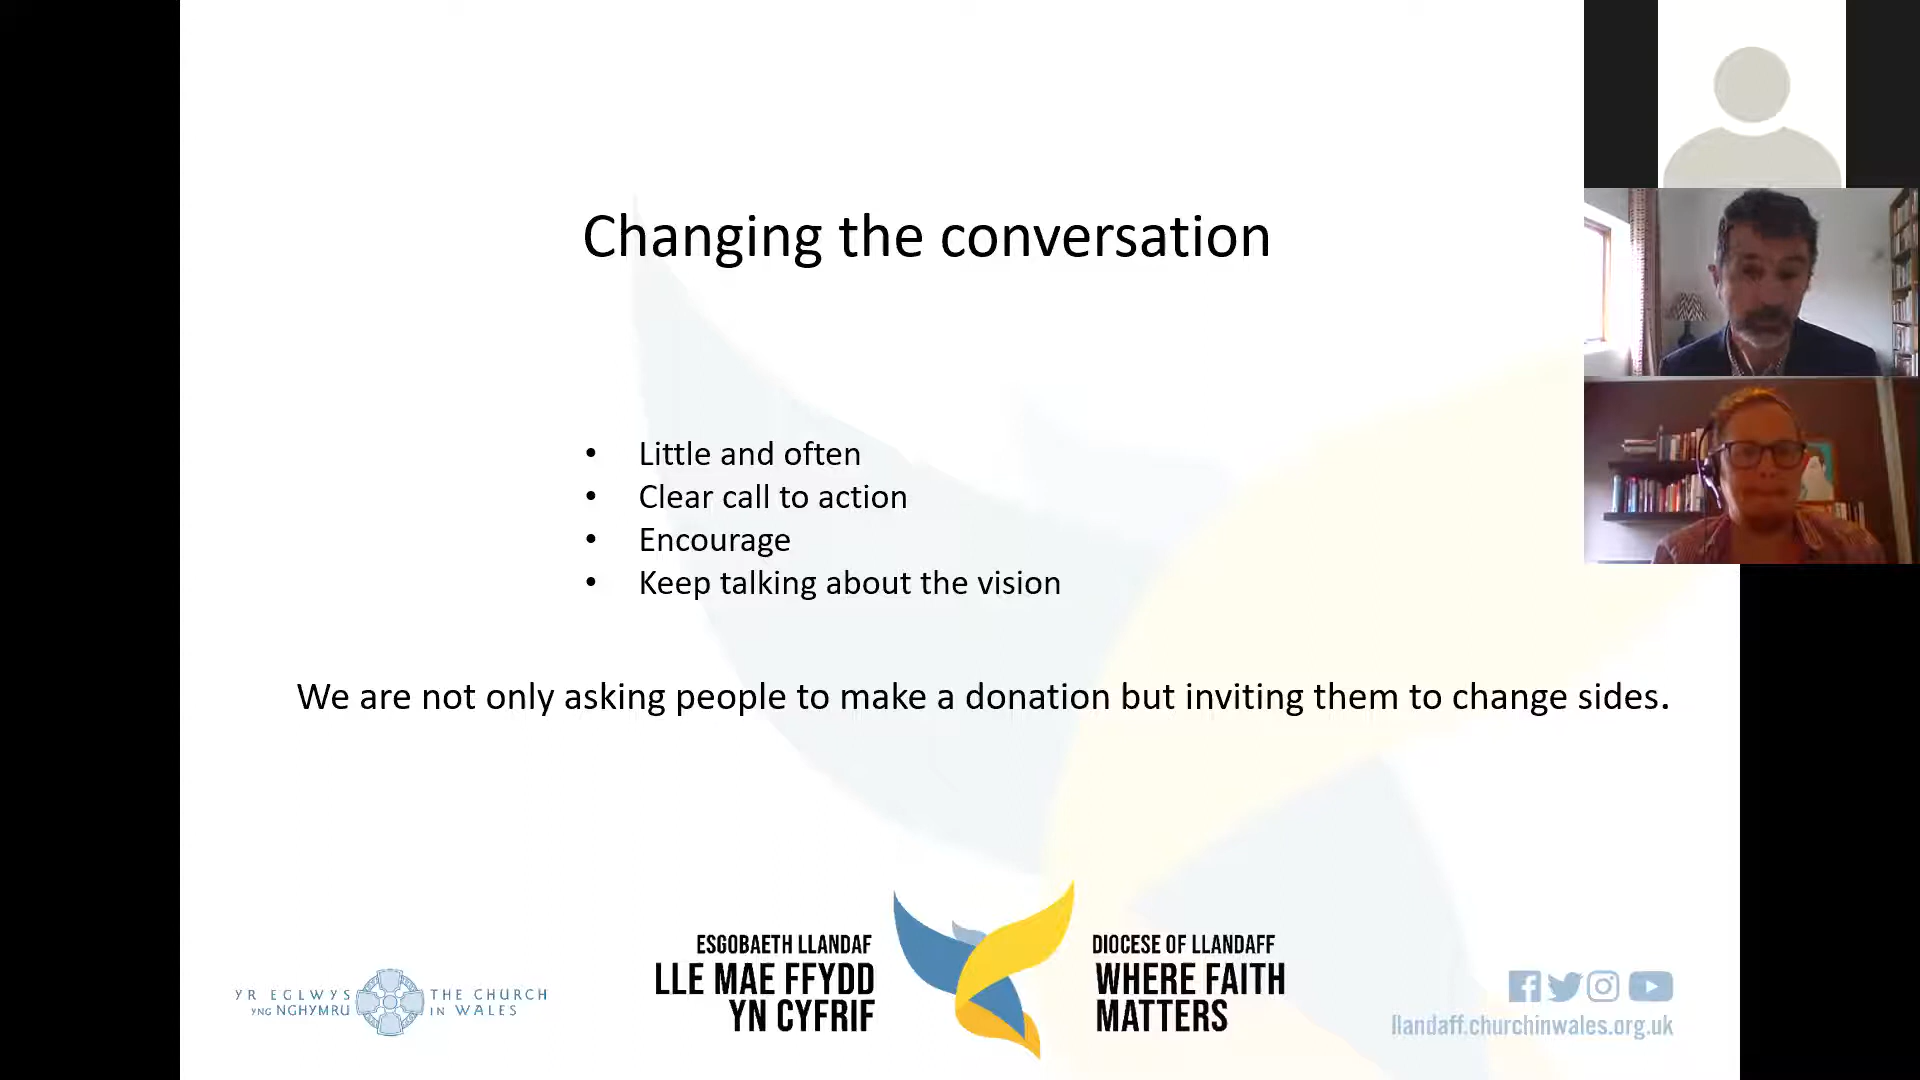 Changing the conversation
• Little and often
• Clear call to action
• Encourage
• Keep talking about the vision
We are not only asking people to make a donation but inviting them to change sides.
YR EGLWYS
YNG NGHYMRU
THE CHURCH
IN WALES
ESGOBAETH LLANDAF
LLE MAE FFYDD
YN CYFRIF
DIOCESE OF LLANDAFF
WHERE FAITH
MATTERS
llandaff.churchinwales.org.uk